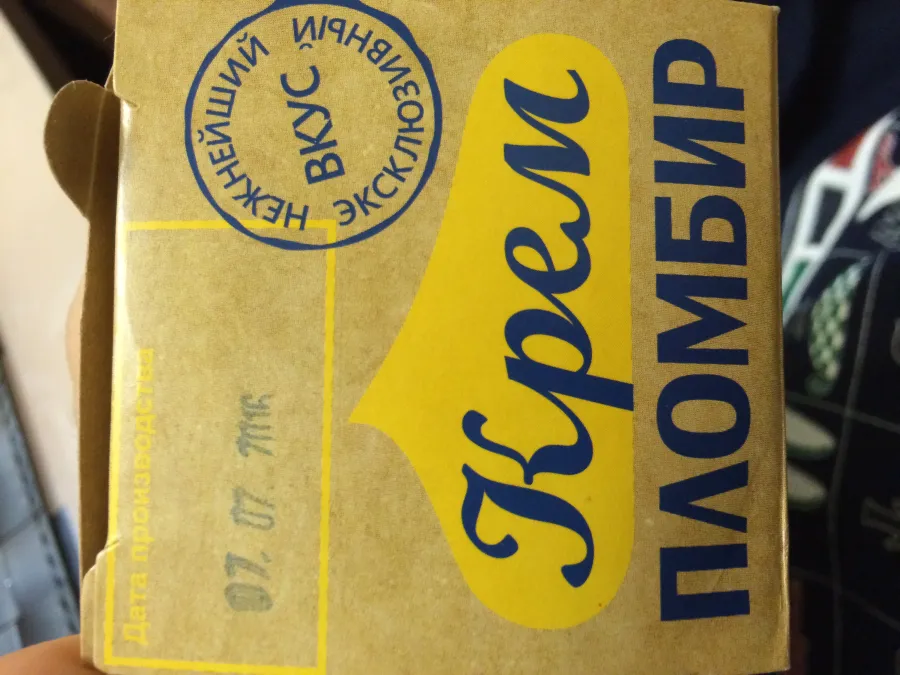 Дата производства
07. 07
НЕЖНЕЙШИЙ
ВКУС
ЭКСКЛЮЗИВНЫЙ
Крем
ПЛОМБИР